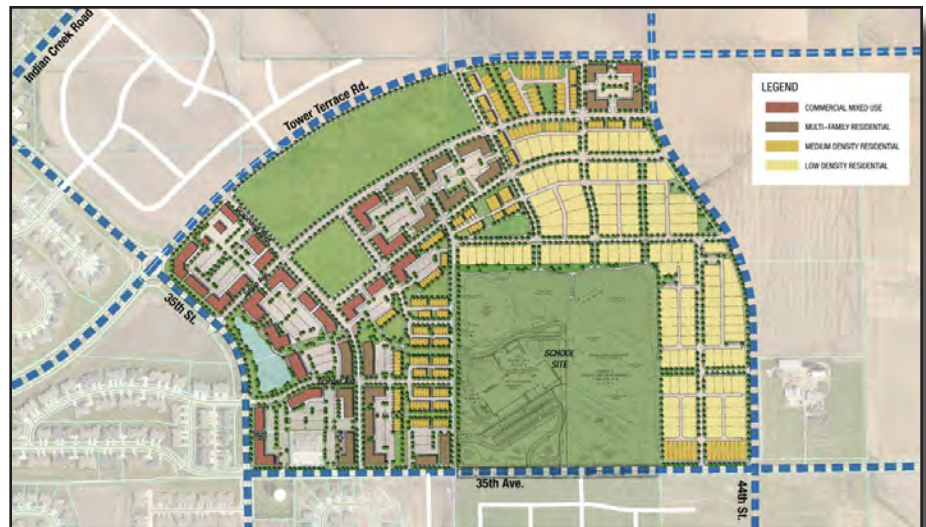 Indian Creek Road
Tower Terrace Rd.
LEGEND
COMMERCIAL MIXED USE
MULTI-FAMILY RESIDENTIAL
MEDIUM DENSITY RESIDENTIAL
LOW DENSITY RESIDENTIAL
35th St.
SCHOOL
SITE
35th Ave.
44th St.